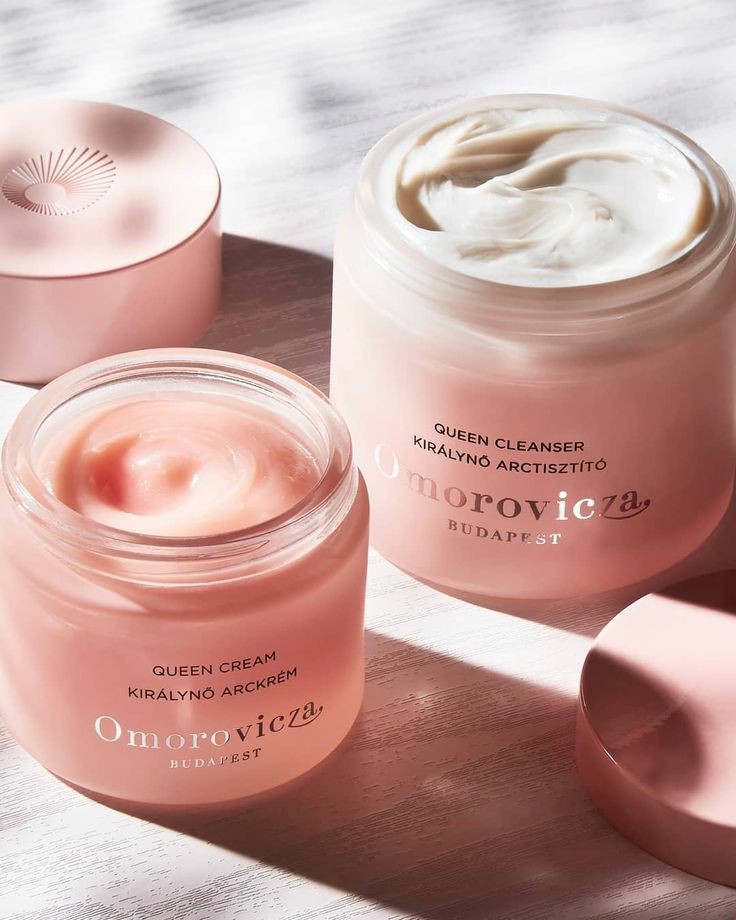 QUEEN CLEANSER
KIRÁLYNŐ ARCTISZTÍTÓ
Omorovicza
BUDAPEST
QUEEN CREAM
KIRÁLYNŐ ARCKRÉM
Omorovicza
BUDAPEST